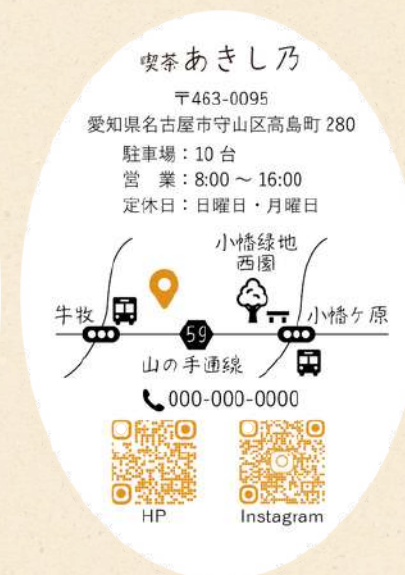 喫茶あきし乃
〒463-0095
愛知県名古屋市守山区高島町 280
駐車場：10 台
営　業：8:00 ～ 16:00
定休日：日曜日・月曜日
小幡緑地
西園
牛牧
小幡ケ原
59
山の手通線
000-000-0000
HP
Instagram